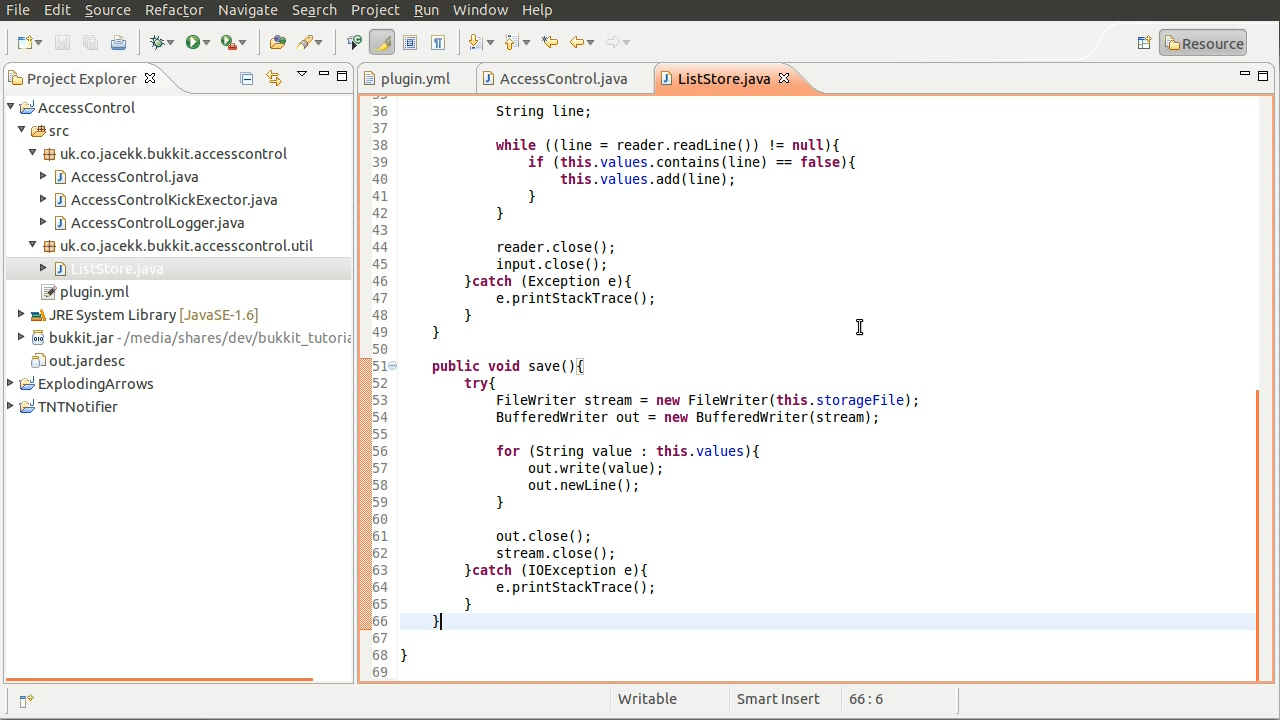 File Edit Source Refactor Navigate Search Project Run Window Help
Resource
Project Explorer
plugin.yml
AccessControl.java
ListStore.java
AccessControl
src
uk.co.jacekk.bukkit.accesscontrol
AccessControl.java
AccessControlKickExector.java
AccessControlLogger.java
uk.co.jacekk.bukkit.accesscontrol.util
ListStore.java
plugin.yml
JRE System Library [JavaSE-1.6]
bukkit.jar - /media/shares/dev/bukkit_tutoria
out.jardesc
ExplodingArrows
TNTNotifier
36 String line;
37
38 while ((line = reader.readLine()) != null){
39 if (this.values.contains(line) == false){
40 this.values.add(line);
41 }
42 }
43
44 reader.close();
45 input.close();
46 }catch (Exception e){
47 e.printStackTrace();
48 }
49 }
50
51 public void save(){
52 try{
53 FileWriter stream = new FileWriter(this.storageFile);
54 BufferedWriter out = new BufferedWriter(stream);
55
56 for (String value : this.values){
57 out.write(value);
58 out.newLine();
59 }
60
61 out.close();
62 stream.close();
63 }catch (IOException e){
64 e.printStackTrace();
65 }
66 }
67
68 }
69
Writable
Smart Insert
66 : 6